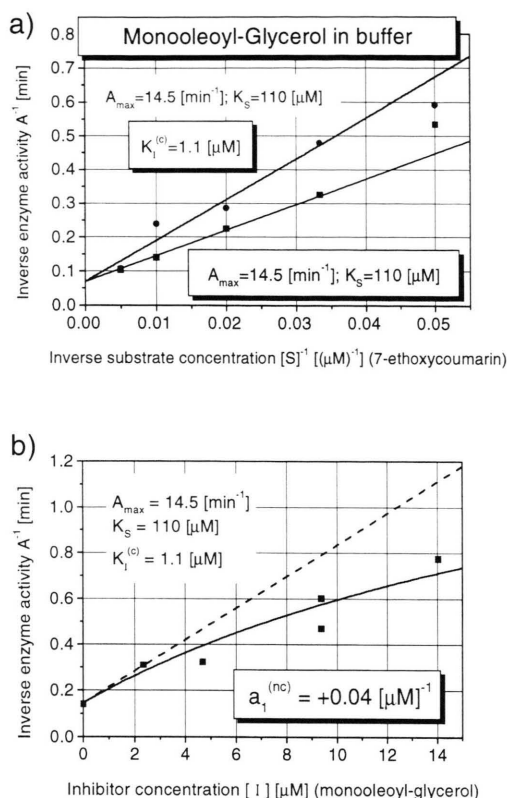 a)
Monooleoyl-Glycerol in buffer
A_max=14.5 [min⁻¹]; K_S=110 [µM]
K_I^(c)=1.1 [µM]
A_max=14.5 [min⁻¹]; K_S=110 [µM]
Inverse enzyme activity A⁻¹ [min]
0.8
0.7
0.6
0.5
0.4
0.3
0.2
0.1
0.0
0.00 0.01 0.02 0.03 0.04 0.05
Inverse substrate concentration [S]⁻¹ [(µM)⁻¹] (7-ethoxycoumarin)
b)
Inverse enzyme activity A⁻¹ [min]
1.2
1.0
0.8
0.6
0.4
0.2
0.0
A_max = 14.5 [min⁻¹]
K_S = 110 [µM]
K_I^(c) = 1.1 [µM]
a_1^(nc) = +0.04 [µM]⁻¹
0 2 4 6 8 10 12 14
Inhibitor concentration [ I ] [µM] (monooleoyl-glycerol)